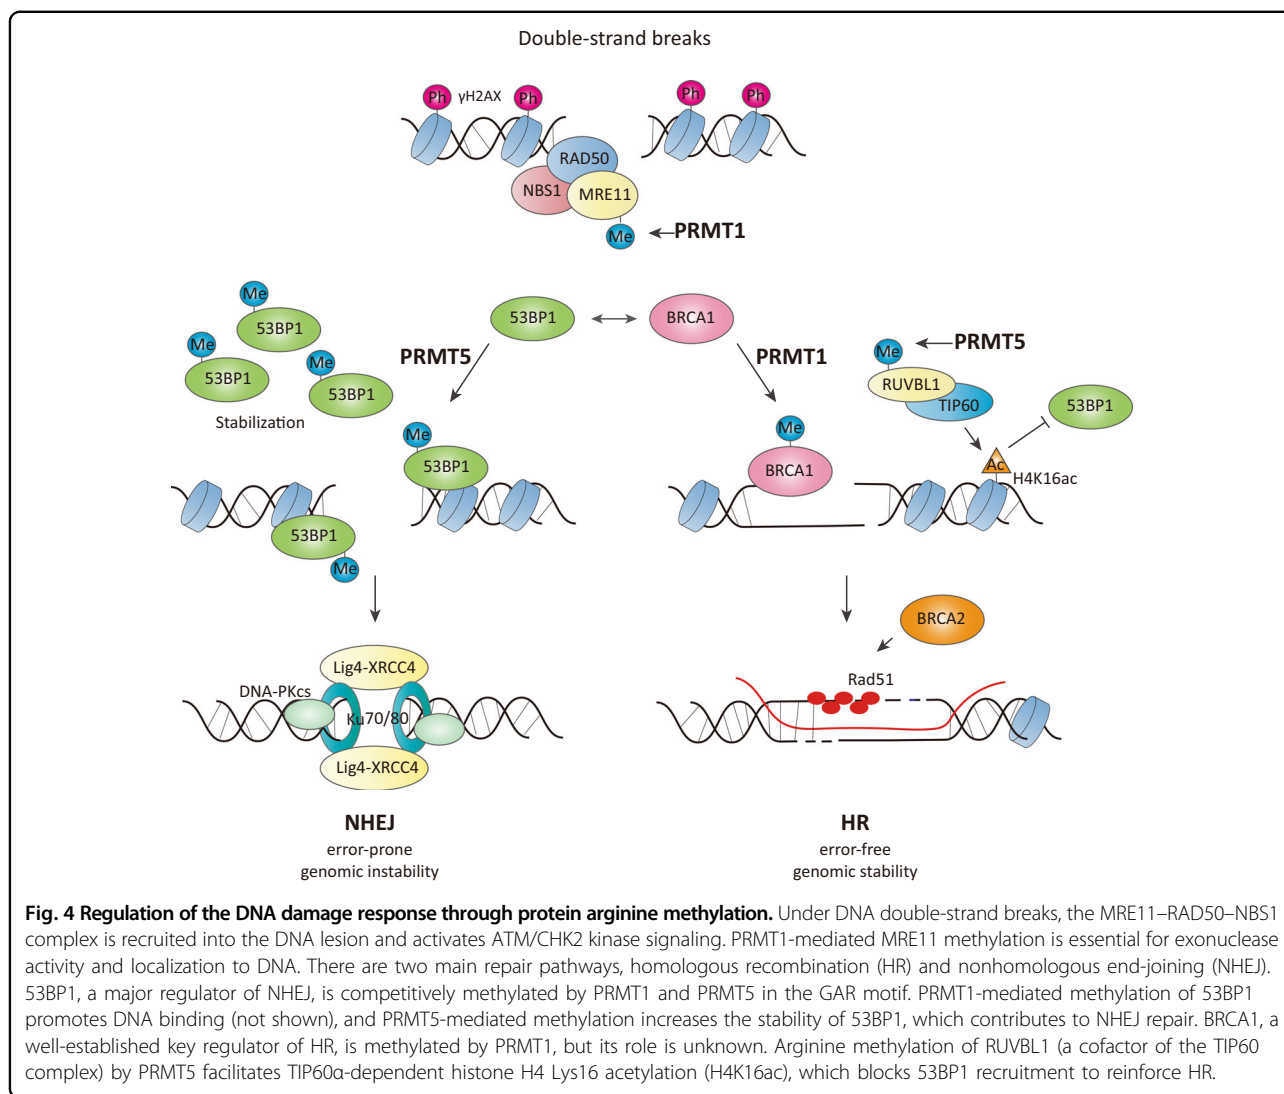 Double-strand breaks
Ph γH2AX Ph Ph Ph
RAD50
NBS1 MRE11
Me PRMT1
Me
53BP1
Me
53BP1
Me
53BP1
Stabilization
53BP1 BRCA1
PRMT5 PRMT1
Me PRMT5
RUVBL1
TIP60 53BP1
Me
53BP1
Me
BRCA1
Ac
H4K16ac
53BP1
Me
BRCA2
Lig4-XRCC4
DNA-PKcs
Ku70/80
Lig4-XRCC4
Rad51
NHEJ
error-prone
genomic instability
HR
error-free
genomic stability
Fig. 4 Regulation of the DNA damage response through protein arginine methylation. Under DNA double-strand breaks, the MRE11–RAD50–NBS1
complex is recruited into the DNA lesion and activates ATM/CHK2 kinase signaling. PRMT1-mediated MRE11 methylation is essential for exonuclease
activity and localization to DNA. There are two main repair pathways, homologous recombination (HR) and nonhomologous end-joining (NHEJ).
53BP1, a major regulator of NHEJ, is competitively methylated by PRMT1 and PRMT5 in the GAR motif. PRMT1-mediated methylation of 53BP1
promotes DNA binding (not shown), and PRMT5-mediated methylation increases the stability of 53BP1, which contributes to NHEJ repair. BRCA1, a
well-established key regulator of HR, is methylated by PRMT1, but its role is unknown. Arginine methylation of RUVBL1 (a cofactor of the TIP60
complex) by PRMT5 facilitates TIP60α-dependent histone H4 Lys16 acetylation (H4K16ac), which blocks 53BP1 recruitment to reinforce HR.